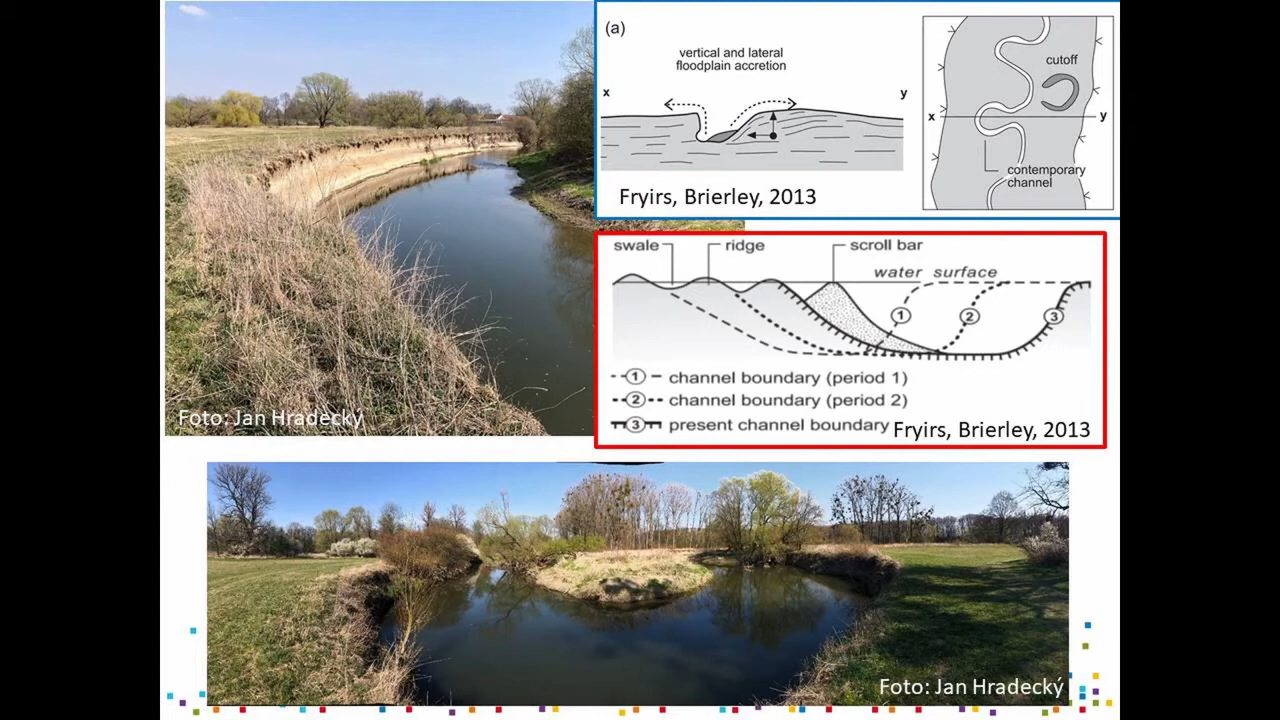 (a)
vertical and lateral
floodplain accretion
x
y
Fryirs, Brierley, 2013
cutoff
x
y
contemporary
channel
swale
ridge
scroll bar
water surface
1
2
3
1 channel boundary (period 1)
2 channel boundary (period 2)
3 present channel boundary
Fryirs, Brierley, 2013
Foto: Jan Hradecký
Foto: Jan Hradecký